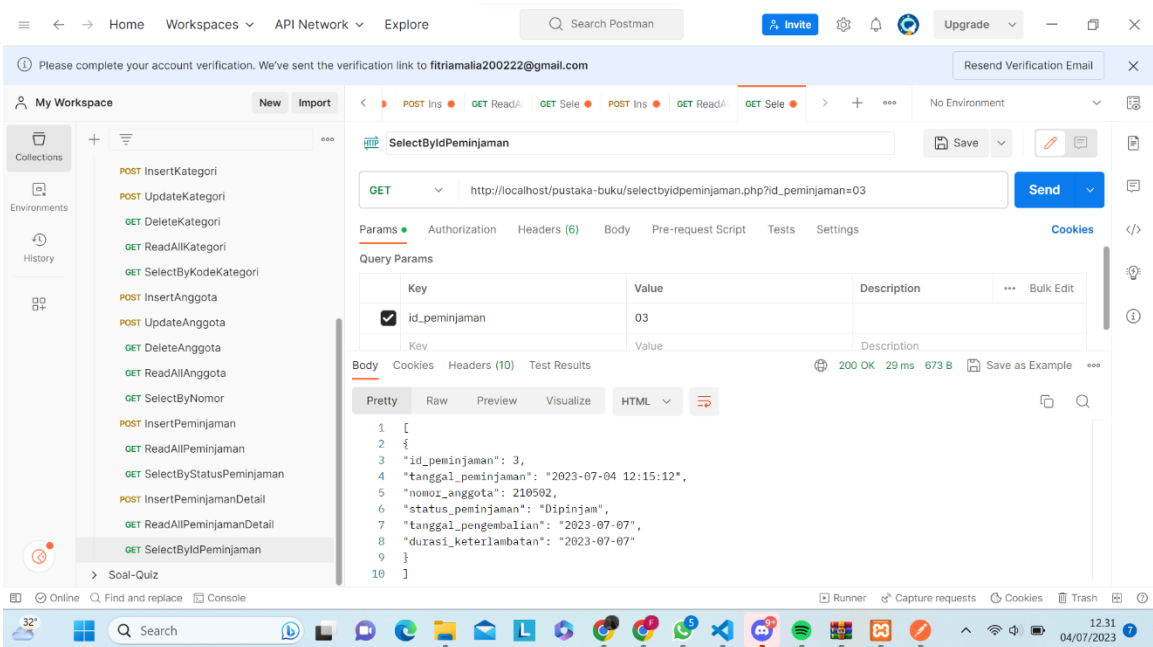 Home Workspaces API Network Explore Search Postman Invite Upgrade
Please complete your account verification. We've sent the verification link to fitriamalia200222@gmail.com Resend Verification Email
My Workspace New Import POST Ins GET ReadA GET Sele POST Ins GET ReadA GET Sele No Environment
Collections
Environments
History
POST InsertKategori
POST UpdateKategori
GET DeleteKategori
GET ReadAllKategori
GET SelectByKodeKategori
POST InsertAnggota
POST UpdateAnggota
GET DeleteAnggota
GET ReadAllAnggota
GET SelectByNomor
POST InsertPeminjaman
GET ReadAllPeminjaman
GET SelectByStatusPeminjaman
POST InsertPeminjamanDetail
GET ReadAllPeminjamanDetail
GET SelectByIdPeminjaman
Soal-Quiz
HTTP SelectByIdPeminjaman Save
GET http://localhost/pustaka-buku/selectbyidpeminjaman.php?id_peminjaman=03 Send
Params Authorization Headers (6) Body Pre-request Script Tests Settings Cookies
Query Params
Key Value Description Bulk Edit
id_peminjaman 03
Key Value Description
Body Cookies Headers (10) Test Results 200 OK 29 ms 673 B Save as Example
Pretty Raw Preview Visualize HTML
1 [
2 {
3 "id_peminjaman": 3,
4 "tanggal_peminjaman": "2023-07-04 12:15:12",
5 "nomor_anggota": 210502,
6 "status_peminjaman": "Dipinjam",
7 "tanggal_pengembalian": "2023-07-07",
8 "durasi_keterlambatan": "2023-07-07"
9 }
10 ]
Online Find and replace Console Runner Capture requests Cookies Trash
32° Search 12.31
04/07/2023